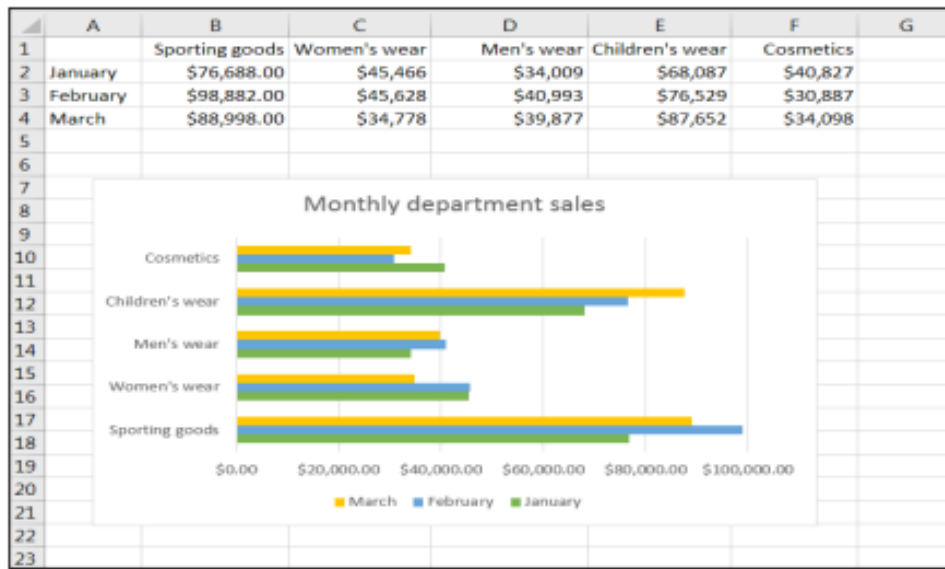 A B C D E F G
1 Sporting goods Women's wear Men's wear Children's wear Cosmetics
2 January $76,688.00 $45,466 $34,009 $68,087 $40,827
3 February $98,882.00 $45,628 $40,993 $76,529 $30,887
4 March $88,998.00 $34,778 $39,877 $87,652 $34,098
5
6
7
8 Monthly department sales
9
10 Cosmetics
11
12 Children's wear
13
14 Men's wear
15
16 Women's wear
17
18 Sporting goods
19 $0.00 $20,0000.00 $40,000.00 $60,000.00 $80,000.00 $100,000.00
20
21 March February January
22
23